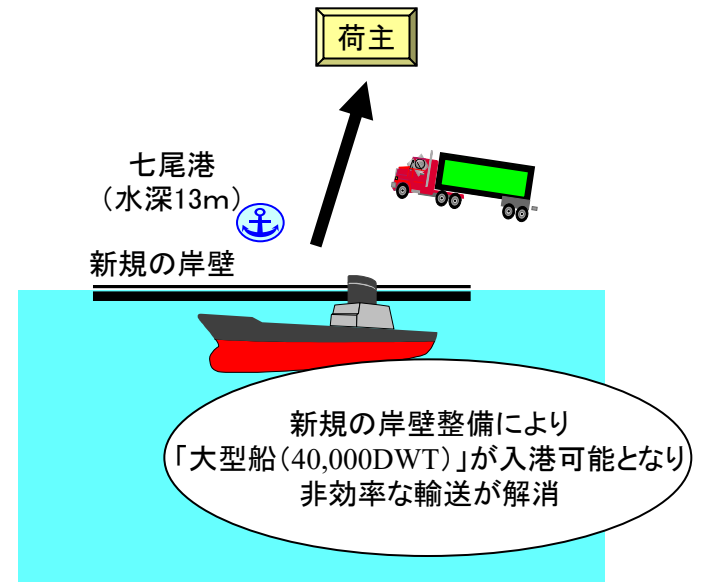 荷主
七尾港
（水深13ｍ）
新規の岸壁
新規の岸壁整備により
「大型船（40,000DWT）」が入港可能となり
非効率な輸送が解消